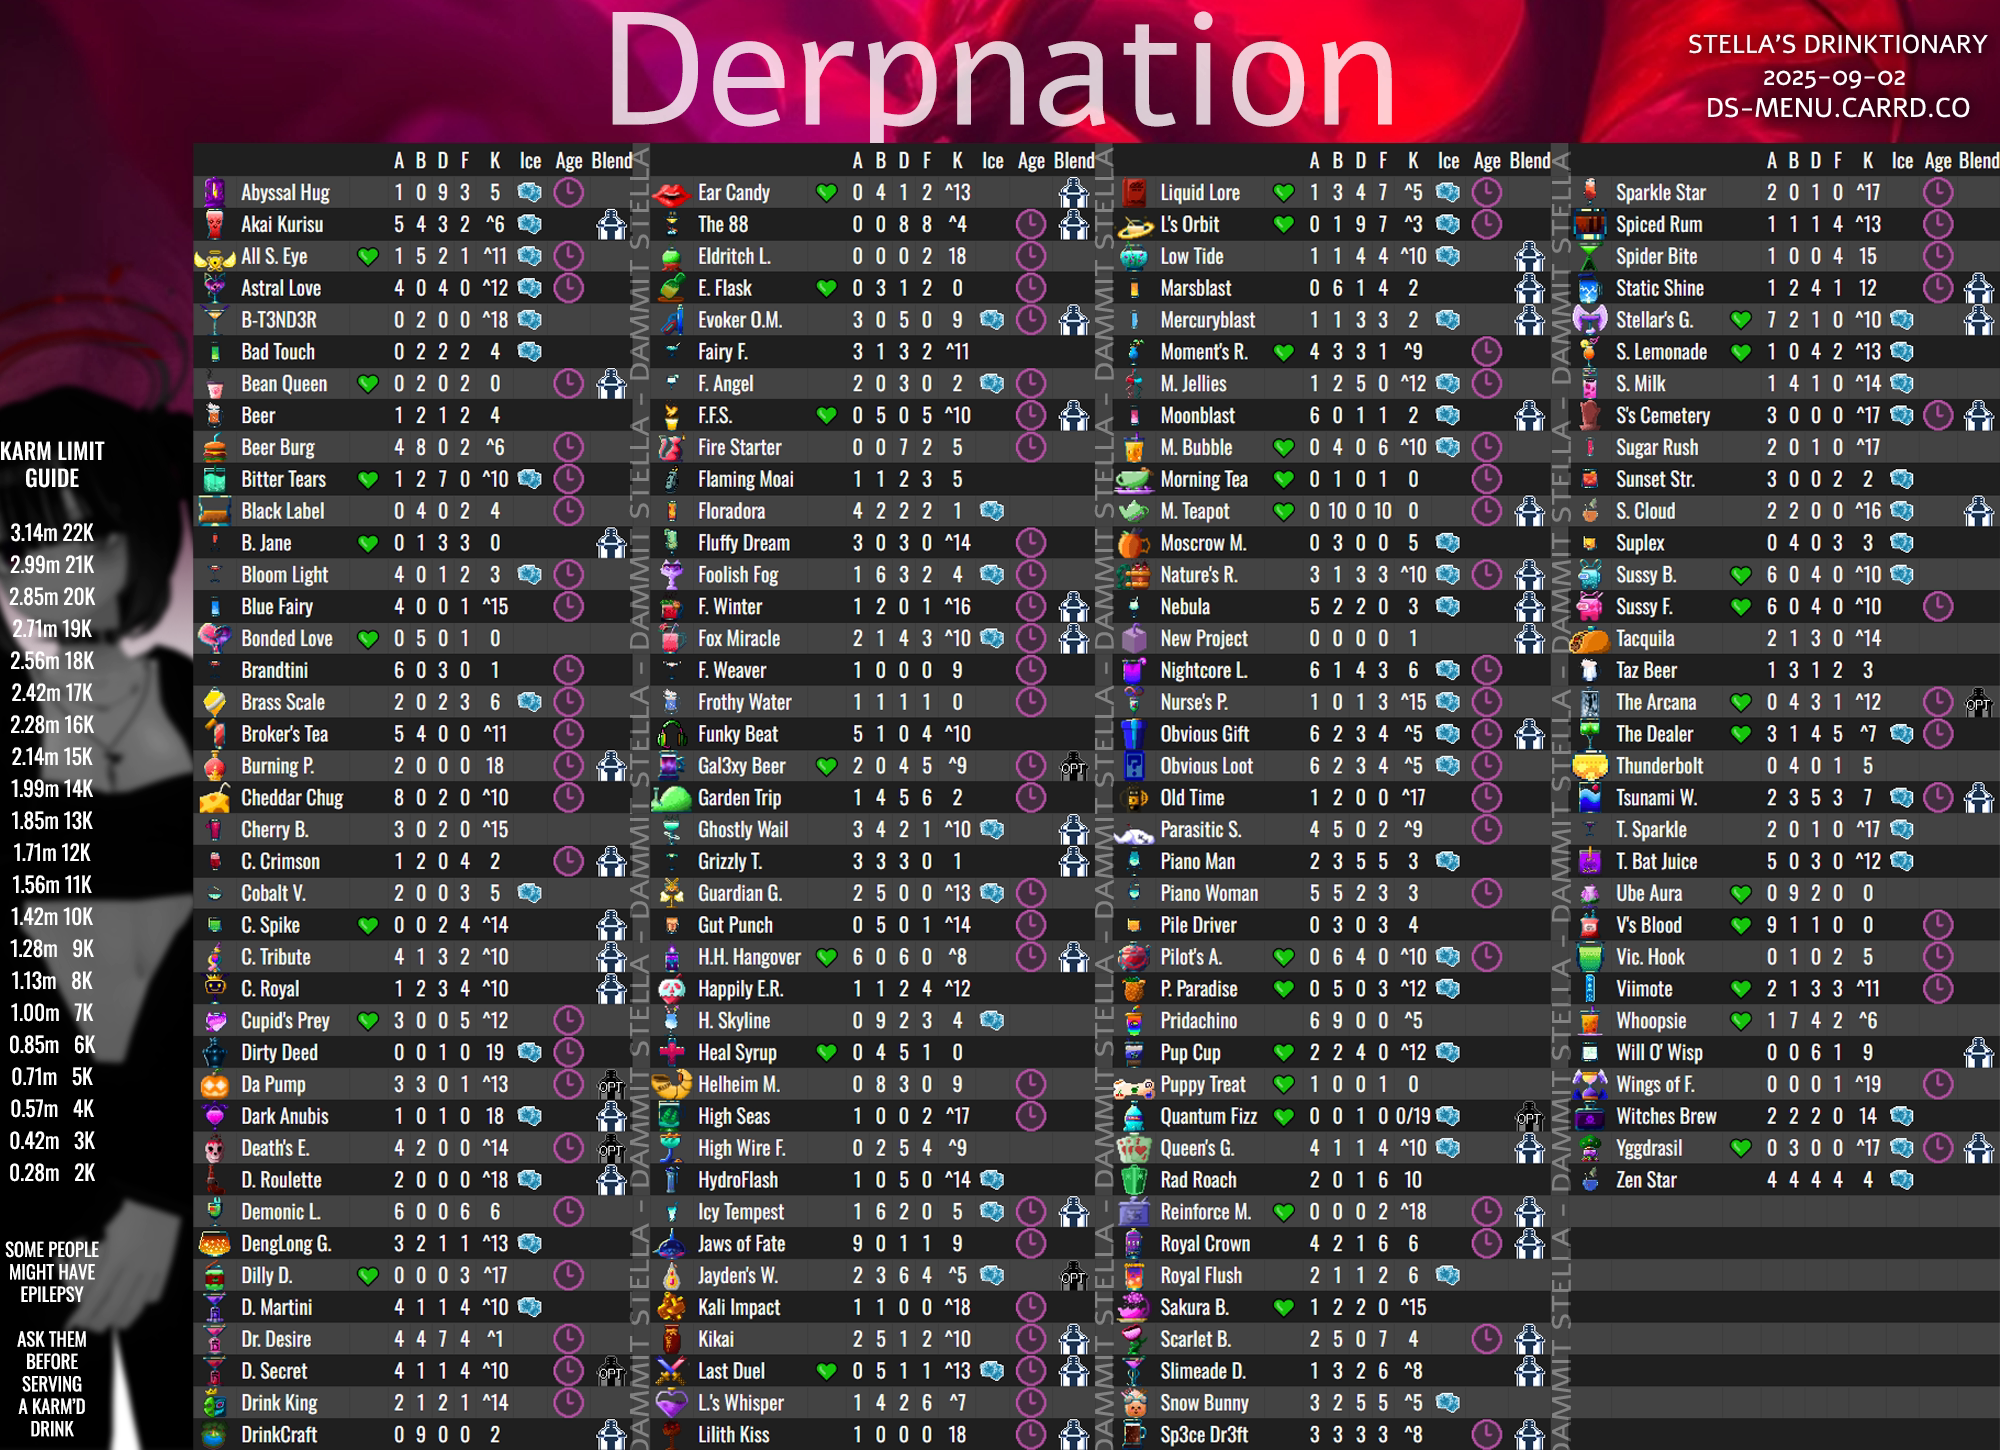 Derpnation
STELLA'S DRINKTIONARY
2025-09-02
DS-MENU.CARRD.CO
KARM LIMIT
GUIDE
3.14m 22K
2.99m 21K
2.85m 20K
2.71m 19K
2.56m 18K
2.42m 17K
2.28m 16K
2.14m 15K
1.99m 14K
1.85m 13K
1.71m 12K
1.56m 11K
1.42m 10K
1.28m 9K
1.13m 8K
1.00m 7K
0.85m 6K
0.71m 5K
0.57m 4K
0.42m 3K
0.28m 2K
SOME PEOPLE
MIGHT HAVE
EPILEPSY
ASK THEM
BEFORE
SERVING
A KARM'D
DRINK
A B D F K Ice Age Blend
Abyssal Hug 1 0 9 3 5
Akai Kurisu 5 4 3 2 ^6
All S. Eye 1 5 2 1 ^11
Astral Love 4 0 4 0 ^12
B-T3ND3R 0 2 0 0 ^18
Bad Touch 0 2 2 2 4
Bean Queen 0 2 0 2 0
Beer 1 2 1 2 4
Beer Burg 4 8 0 2 ^6
Bitter Tears 1 2 7 0 ^10
Black Label 0 4 0 2 4
B. Jane 0 1 3 3 0
Bloom Light 4 0 1 2 3
Blue Fairy 4 0 0 1 ^15
Bonded Love 0 5 0 1 0
Brandtini 6 0 3 0 1
Brass Scale 2 0 2 3 6
Broker's Tea 5 4 0 0 ^11
Burning P. 2 0 0 0 18
Cheddar Chug 8 0 2 0 ^10
Cherry B. 3 0 2 0 ^15
C. Crimson 1 2 0 4 2
Cobalt V. 2 0 0 3 5
C. Spike 0 0 2 4 ^14
C. Tribute 4 1 3 2 ^10
C. Royal 1 2 3 4 ^10
Cupid's Prey 3 0 0 5 ^12
Dirty Deed 0 0 1 0 19
Da Pump 3 3 0 1 ^13 OPT
Dark Anubis 1 0 1 0 18
Death's E. 4 2 0 0 ^14 OPT
D. Roulette 2 0 0 0 ^18
Demonic L. 6 0 0 6 6
DengLong G. 3 2 1 1 ^13
Dilly D. 0 0 0 3 ^17
D. Martini 4 1 1 4 ^10
Dr. Desire 4 4 7 4 ^1
D. Secret 4 1 1 4 ^10 OPT
Drink King 2 1 2 1 ^14
DrinkCraft 0 9 0 0 2
DAMMIT STELLA - DAMMIT STELLA - DAMMIT STELLA - DAMMIT STELLA
A B D F K Ice Age Blend
Ear Candy 0 4 1 2 ^13
The 88 0 0 8 8 ^4
Eldritch L. 0 0 0 2 18
E. Flask 0 3 1 2 0
Evoker O.M. 3 0 5 0 9
Fairy F. 3 1 3 2 ^11
F. Angel 2 0 3 0 2
F.F.S. 0 5 0 5 ^10
Fire Starter 0 0 7 2 5
Flaming Moai 1 1 2 3 5
Floradora 4 2 2 2 1
Fluffy Dream 3 0 3 0 ^14
Foolish Fog 1 6 3 2 4
F. Winter 1 2 0 1 ^16
Fox Miracle 2 1 4 3 ^10
F. Weaver 1 0 0 0 9
Frothy Water 1 1 1 1 0
Funky Beat 5 1 0 4 ^10
Gal3xy Beer 2 0 4 5 ^9 OPT
Garden Trip 1 4 5 6 2
Ghostly Wail 3 4 2 1 ^10
Grizzly T. 3 3 3 0 1
Guardian G. 2 5 0 0 ^13
Gut Punch 0 5 0 1 ^14
H.H. Hangover 6 0 6 0 ^8
Happily E.R. 1 1 2 4 ^12
H. Skyline 0 9 2 3 4
Heal Syrup 0 4 5 1 0
Helheim M. 0 8 3 0 9
High Seas 1 0 0 2 ^17
High Wire F. 0 2 5 4 ^9
HydroFlash 1 0 5 0 ^14
Icy Tempest 1 6 2 0 5
Jaws of Fate 9 0 1 1 9
Jayden's W. 2 3 6 4 ^5 OPT
Kali Impact 1 1 0 0 ^18
Kikai 2 5 1 2 ^10
Last Duel 0 5 1 1 ^13
L.'s Whisper 1 4 2 6 ^7
Lilith Kiss 1 0 0 0 18
DAMMIT STELLA - DAMMIT STELLA - DAMMIT STELLA - DAMMIT STELLA
A B D F K Ice Age Blend
Liquid Lore 1 3 4 7 ^5
L's Orbit 0 1 9 7 ^3
Low Tide 1 1 4 4 ^10
Marsblast 0 6 1 4 2
Mercuryblast 1 1 3 3 2
Moment's R. 4 3 3 1 ^9
M. Jellies 1 2 5 0 ^12
Moonblast 6 0 1 1 2
M. Bubble 0 4 0 6 ^10
Morning Tea 0 1 0 1 0
M. Teapot 0 10 0 10 0
Moscrow M. 0 3 0 0 5
Nature's R. 3 1 3 3 ^10
Nebula 5 2 2 0 3
New Project 0 0 0 0 1
Nightcore L. 6 1 4 3 6
Nurse's P. 1 0 1 3 ^15
Obvious Gift 6 2 3 4 ^5
Obvious Loot 6 2 3 4 ^5
Old Time 1 2 0 0 ^17
Parasitic S. 4 5 0 2 ^9
Piano Man 2 3 5 5 3
Piano Woman 5 5 2 3 3
Pile Driver 0 3 0 3 4
Pilot's A. 0 6 4 0 ^10
P. Paradise 0 5 0 3 ^12
Pridachino 6 9 0 0 ^5
Pup Cup 2 2 4 0 ^12
Puppy Treat 1 0 0 1 0
Quantum Fizz 0 0 1 0 0/19 OPT
Queen's G. 4 1 1 4 ^10
Rad Roach 2 0 1 6 10
Reinforce M. 0 0 0 2 ^18
Royal Crown 4 2 1 6 6
Royal Flush 2 1 1 2 6
Sakura B. 1 2 2 0 ^15
Scarlet B. 2 5 0 7 4
Slimeade D. 1 3 2 6 ^8
Snow Bunny 3 2 5 5 ^5
Sp3ce Dr3ft 3 3 3 3 ^8
DAMMIT STELLA - DAMMIT STELLA - DAMMIT STELLA - DAMMIT STELLA
A B D F K Ice Age Blend
Sparkle Star 2 0 1 0 ^17
Spiced Rum 1 1 1 4 ^13
Spider Bite 1 0 0 4 15
Static Shine 1 2 4 1 12
Stellar's G. 7 2 1 0 ^10
S. Lemonade 1 0 4 2 ^13
S. Milk 1 4 1 0 ^14
S's Cemetery 3 0 0 0 ^17
Sugar Rush 2 0 1 0 ^17
Sunset Str. 3 0 0 2 2
S. Cloud 2 2 0 0 ^16
Suplex 0 4 0 3 3
Sussy B. 6 0 4 0 ^10
Sussy F. 6 0 4 0 ^10
Tacquila 2 1 3 0 ^14
Taz Beer 1 3 1 2 3
The Arcana 0 4 3 1 ^12 OPT
The Dealer 3 1 4 5 ^7
Thunderbolt 0 4 0 1 5
Tsunami W. 2 3 5 3 7
T. Sparkle 2 0 1 0 ^17
T. Bat Juice 5 0 3 0 ^12
Ube Aura 0 9 2 0 0
V's Blood 9 1 1 0 0
Vic. Hook 0 1 0 2 5
Viimote 2 1 3 3 ^11
Whoopsie 1 7 4 2 ^6
Will O' Wisp 0 0 6 1 9
Wings of F. 0 0 0 1 ^19
Witches Brew 2 2 2 0 14
Yggdrasil 0 3 0 0 ^17
Zen Star 4 4 4 4 4